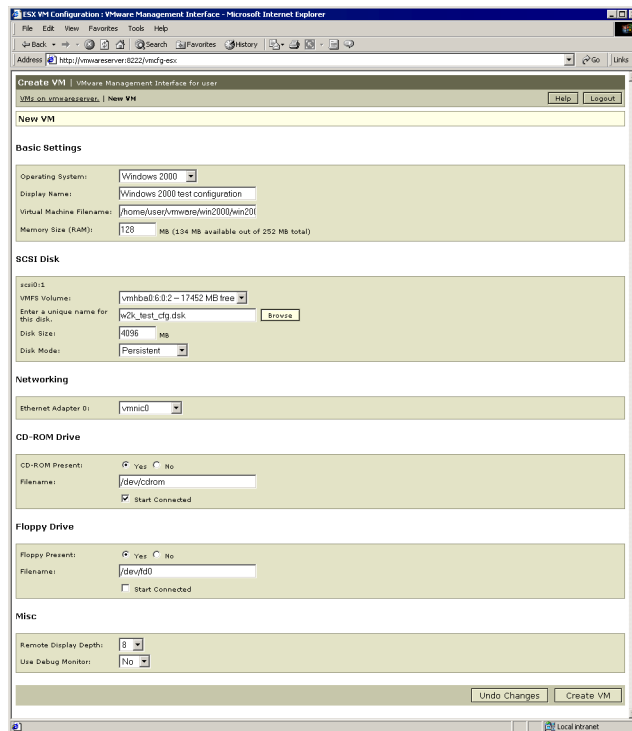 ESX VM Configuration : VMware Management Interface - Microsoft Internet Explorer
File Edit View Favorites Tools Help
Back Search Favorites History
Address http://vmwareserver:8222/vmcfg-esx Go Links
Create VM | VMware Management Interface for user
VMs on vmwareserver. | New VM Help Logout
New VM
Basic Settings
Operating System: Windows 2000
Display Name: Windows 2000 test configuration
Virtual Machine Filename: /home/user/vmware/win2000/win200
Memory Size (RAM): 128 MB (134 MB available out of 252 MB total)
SCSI Disk
scsi0:1
VMFS Volume: vmhba0:6:0:2 -- 17452 MB free
Enter a unique name for
this disk. w2k_test_cfg.dsk Browse
Disk Size: 4096 MB
Disk Mode: Persistent
Networking
Ethernet Adapter 0: vmnic0
CD-ROM Drive
CD-ROM Present: Yes No
Filename: /dev/cdrom
Start Connected
Floppy Drive
Floppy Present: Yes No
Filename: /dev/fd0
Start Connected
Misc
Remote Display Depth: 8
Use Debug Monitor: No
Undo Changes Create VM
Local intranet